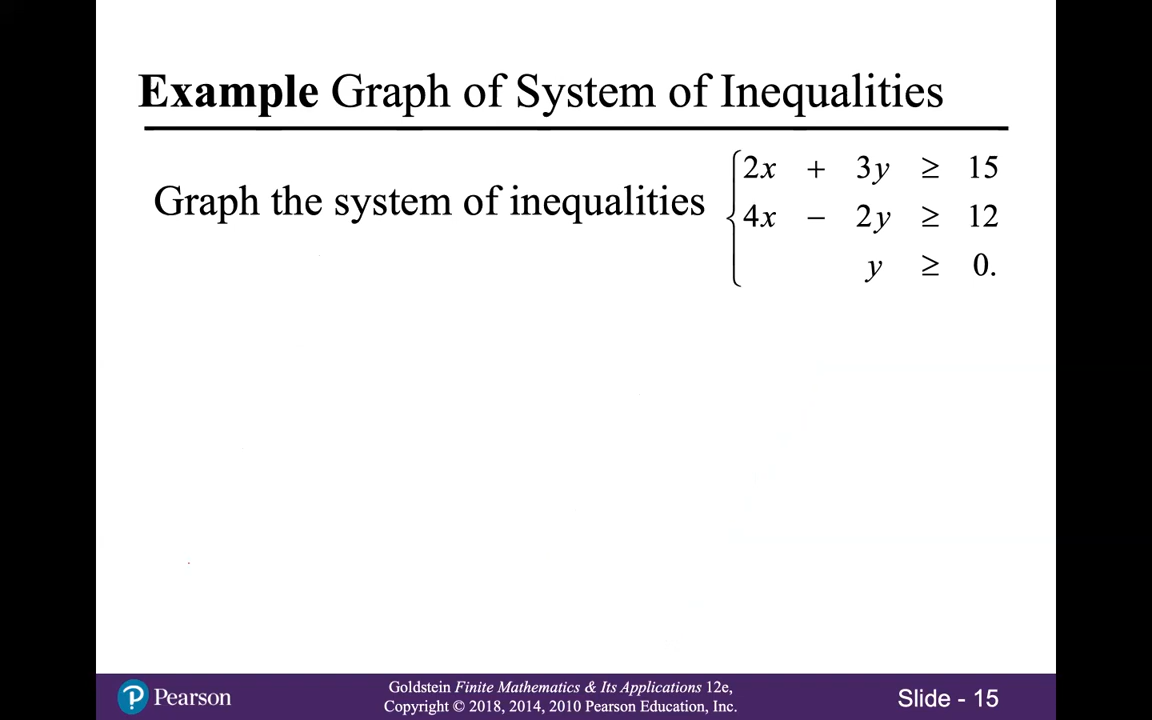 Example Graph of System of Inequalities
Graph the system of inequalities
2x + 3y ≥ 15
4x − 2y ≥ 12
y ≥ 0.
Pearson
Goldstein Finite Mathematics & Its Applications 12e,
Copyright © 2018, 2014, 2010 Pearson Education, Inc.
Slide - 15